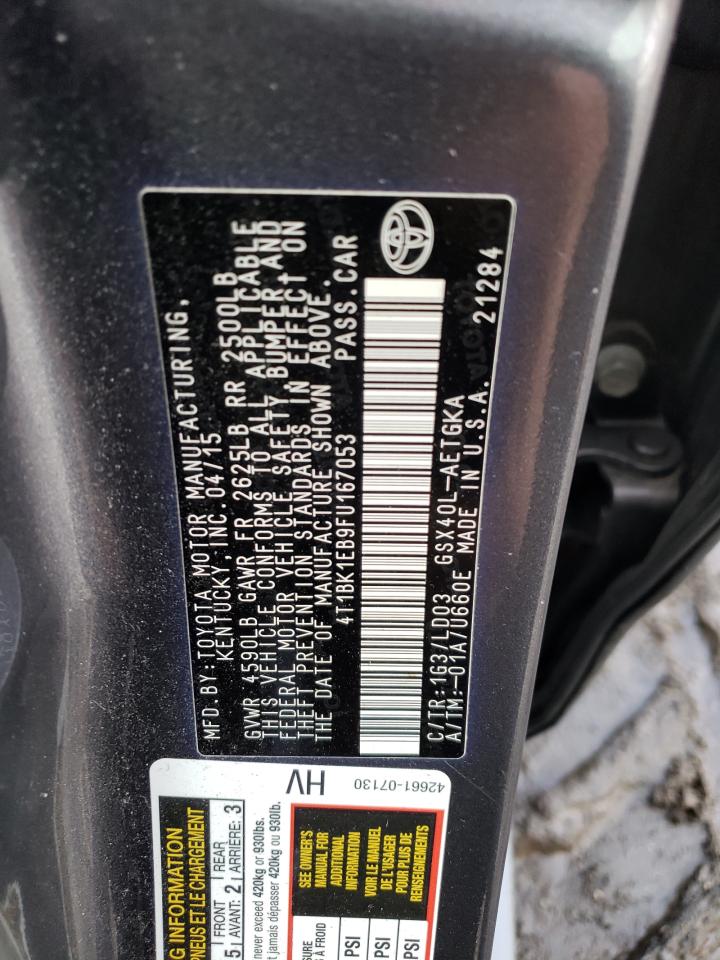 MFD. BY: TOYOTA MOTOR MANUFACTURING,
KENTUCKY, INC. 04/15
GVWR 4590LB GAWR FR 2625LB RR 2500LB
THIS VEHICLE CONFORMS TO ALL APPLICABLE
FEDERAL MOTOR VEHICLE SAFETY, BUMPER, AND
THEFT PREVENTION STANDARDS IN EFFECT ON
THE DATE OF MANUFACTURE SHOWN ABOVE.
4T1BK1EB9FU167053 PASS. CAR
C/TR: 1G3/LD03 GSX40L-AETGKA
A/TM: -01A/U660E MADE IN U.S.A. 21284
HV
42661-07130
INFORMATION
PNEUS ET LE CHARGEMENT
5 FRONT AVANT: 2 REAR ARRIÈRE: 3
never exceed 420kg or 930lbs.
t jamais dépasser 420kg ou 930lb.
À FROID
PSI
PSI
PSI
SEE OWNER'S
MANUAL FOR
ADDITIONAL
INFORMATION
VOIR LE MANUEL
DE L'USAGER
POUR PLUS DE
RENSEIGNEMENTS